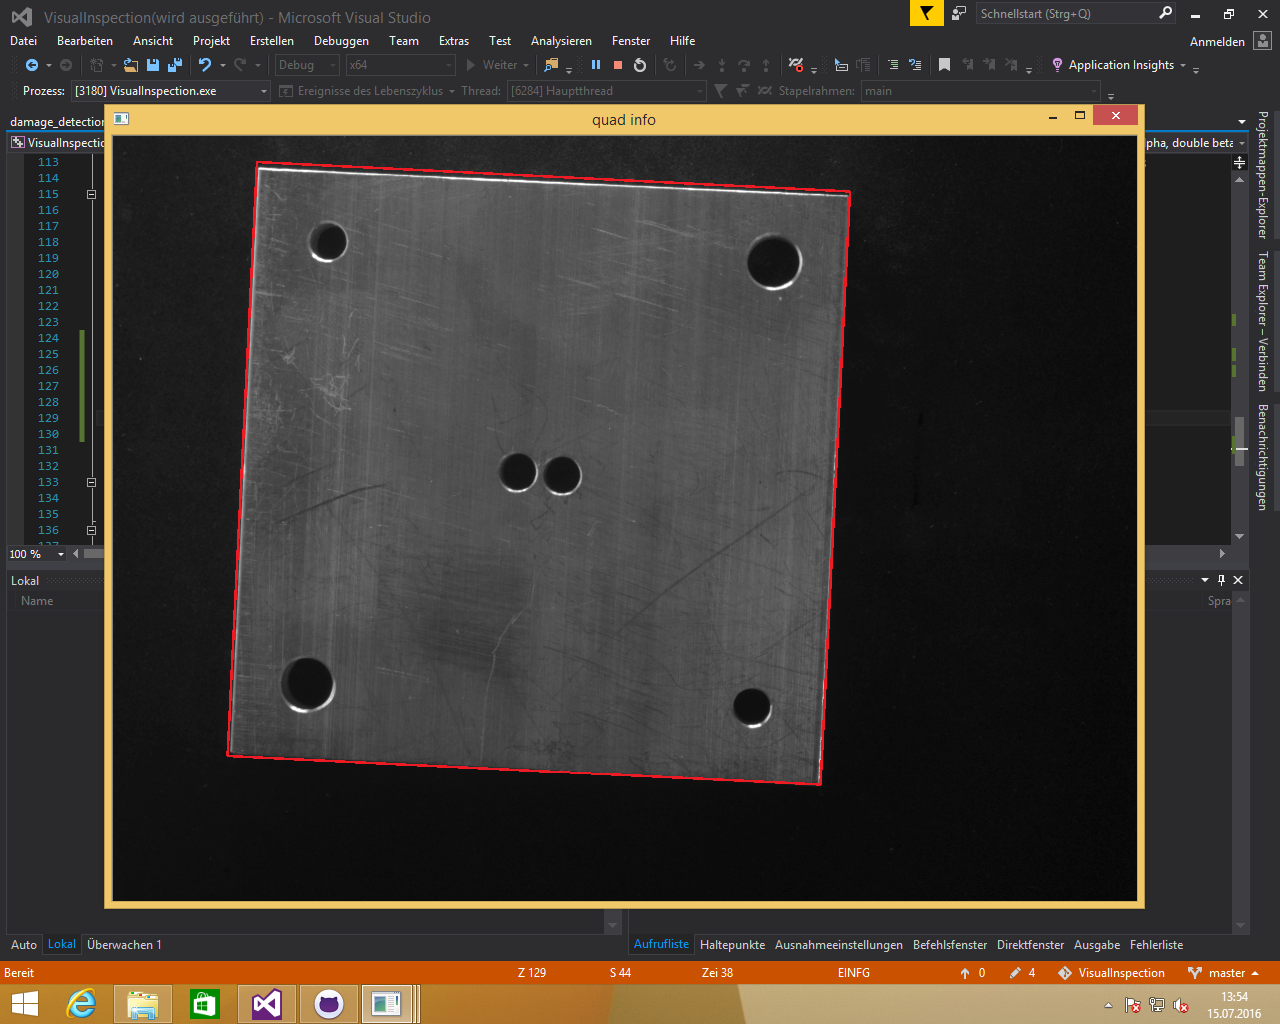 VisualInspection(wird ausgeführt) - Microsoft Visual Studio
Schnellstart (Strg+Q)
Datei Bearbeiten Ansicht Projekt Erstellen Debuggen Team Extras Test Analysieren Fenster Hilfe
Anmelden
Debug x64 Weiter Application Insights
Prozess: [3180] VisualInspection.exe Ereignisse des Lebenszyklus Thread: [6284] Hauptthread Stapelrahmen: main
damage_detection
quad info
VisualInspectio
pha, double beta
113
114
115
116
117
118
119
120
121
122
123
124
125
126
127
128
129
130
131
132
133
134
135
136
137
Projektmappen-Explorer
Team Explorer – Verbinden
Benachrichtigungen
100 %
Lokal
Name
Spra
Auto Lokal Überwachen 1
Aufrufliste Haltepunkte Ausnahmeeinstellungen Befehlsfenster Direktfenster Ausgabe Fehlerliste
Bereit Z 129 S 44 Zei 38 EINFG 0 4 VisualInspection master
13:54
15.07.2016